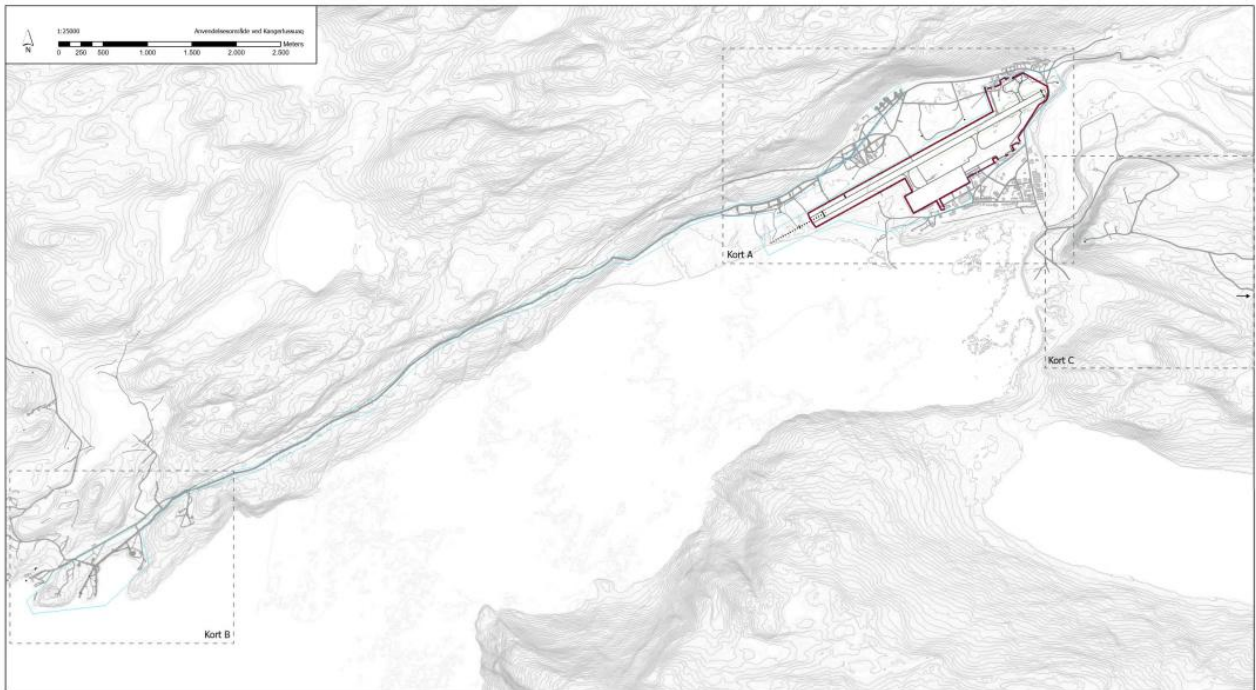 1:25000
Anvendelsesområde ved Kangerlussuaq
Meters
0 250 500 1.000 1.500 2.000 2.500
N
Kort A
Kort C
Kort B